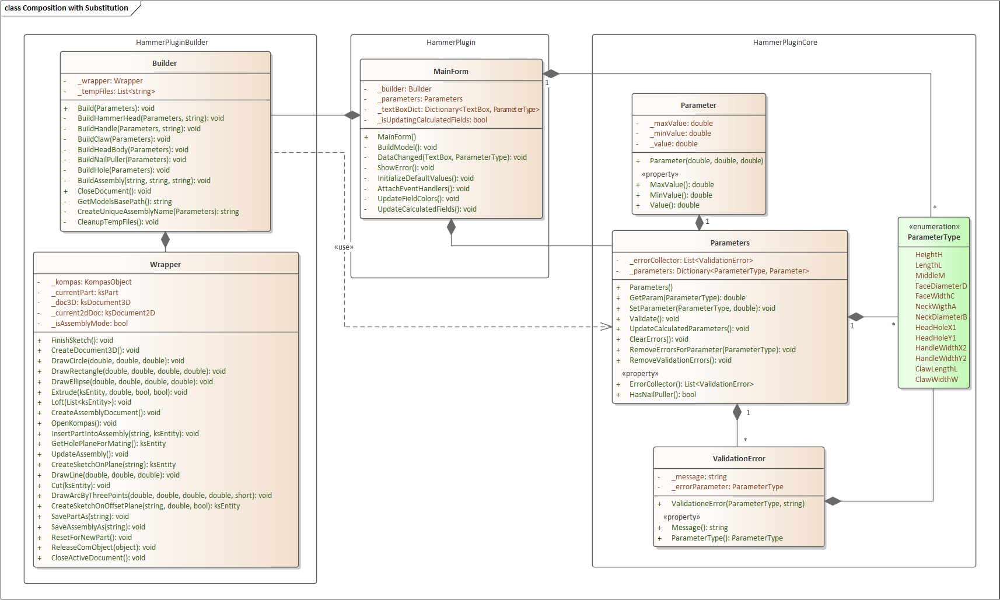 class Composition with Substitution
HammerPluginBuilder
Builder
- _wrapper: Wrapper
- _tempFiles: List<string>
+ Build(Parameters): void
- BuildHammerHead(Parameters, string): void
- BuildHandle(Parameters, string): void
- BuildClaw(Parameters): void
- BuildHeadBody(Parameters): void
- BuildNailPuller(Parameters): void
- BuildHole(Parameters): void
- BuildAssembly(string, string, string): void
+ CloseDocument(): void
- GetModelsBasePath(): string
- CreateUniqueAssemblyName(Parameters): string
- CleanupTempFiles(): void
Wrapper
- _kompas: KompasObject
- _currentPart: ksPart
- _doc3D: ksDocument3D
- _current2dDoc: ksDocument2D
- _isAssemblyMode: bool
+ FinishSketch(): void
+ CreateDocument3D(): void
+ DrawCircle(double, double, double): void
+ DrawRectangle(double, double, double, double): void
+ DrawEllipse(double, double, double, double): void
+ Extrude(ksEntity, double, bool, bool): void
+ Loft(List<ksEntity>): void
+ CreateAssemblyDocument(): void
+ OpenKompas(): void
+ InsertPartIntoAssembly(string, ksEntity): void
+ GetHolePlaneForMating(): ksEntity
+ UpdateAssembly(): void
+ CreateSketchOnPlane(string): ksEntity
+ DrawLine(double, double, double): void
+ Cut(ksEntity): void
+ DrawArcByThreePoints(double, double, double, double, short): void
+ CreateSketchOnOffsetPlane(string, double, bool): ksEntity
+ SavePartAs(string): void
+ SaveAssemblyAs(string): void
+ ResetForNewPart(): void
+ ReleaseComObject(object): void
+ CloseActiveDocument(): void
HammerPlugin
MainForm
- _builder: Builder
- _parameters: Parameters
- _textBoxDict: Dictionary<TextBox, ParameterType>
- _isUpdatingCalculatedFields: bool
+ MainForm()
- BuildModel(): void
- DataChanged(TextBox, ParameterType): void
- ShowError(): void
- InitializeDefaultValues(): void
- AttachEventHandlers(): void
- UpdateFieldColors(): void
- UpdateCalculatedFields(): void
1
«use»
HammerPluginCore
Parameter
- _maxValue: double
- _minValue: double
- _value: double
+ Parameter(double, double, double)
«property»
+ MaxValue(): double
+ MinValue(): double
+ Value(): double
1
Parameters
- _errorCollector: List<ValidationError>
- _parameters: Dictionary<ParameterType, Parameter>
+ Parameters()
+ GetParam(ParameterType): double
+ SetParameter(ParameterType, double): void
+ Validate(): void
+ UpdateCalculatedParameters(): void
+ ClearErrors(): void
+ RemoveErrorsForParameter(ParameterType): void
+ RemoveValidationErrors(): void
«property»
+ ErrorCollector(): List<ValidationError>
+ HasNailPuller(): bool
1
*
1
*
*
«enumeration»
ParameterType
HeightH
LengthL
MiddleM
FaceDiameterD
FaceWidthC
NeckWigthA
NeckDiameterB
HeadHoleX1
HeadHoleY1
HandleWidthX2
HandleWidthY2
ClawLengthL
ClawWidthW
ValidationError
- _message: string
- _errorParameter: ParameterType
+ ValidationeError(ParameterType, string)
«property»
+ Message(): string
+ ParameterType(): ParameterType